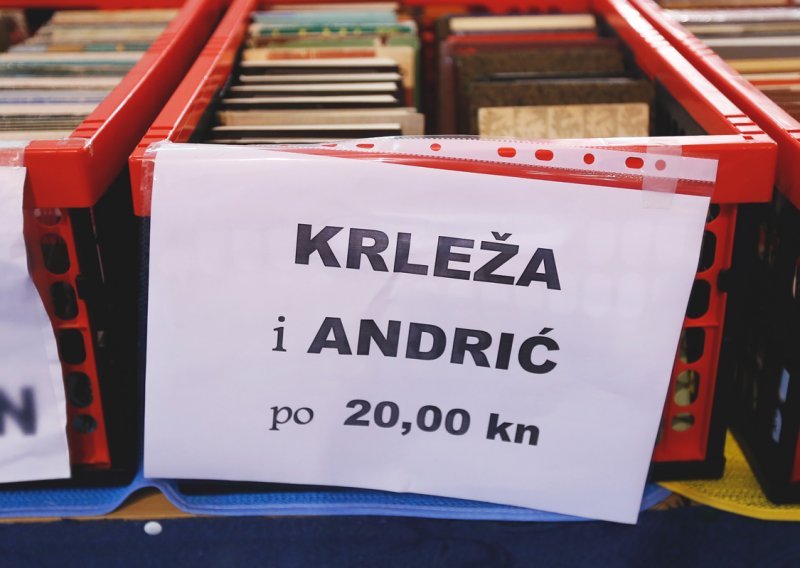 KRLEŽA
i ANDRIĆ
po 20,00 kn
N